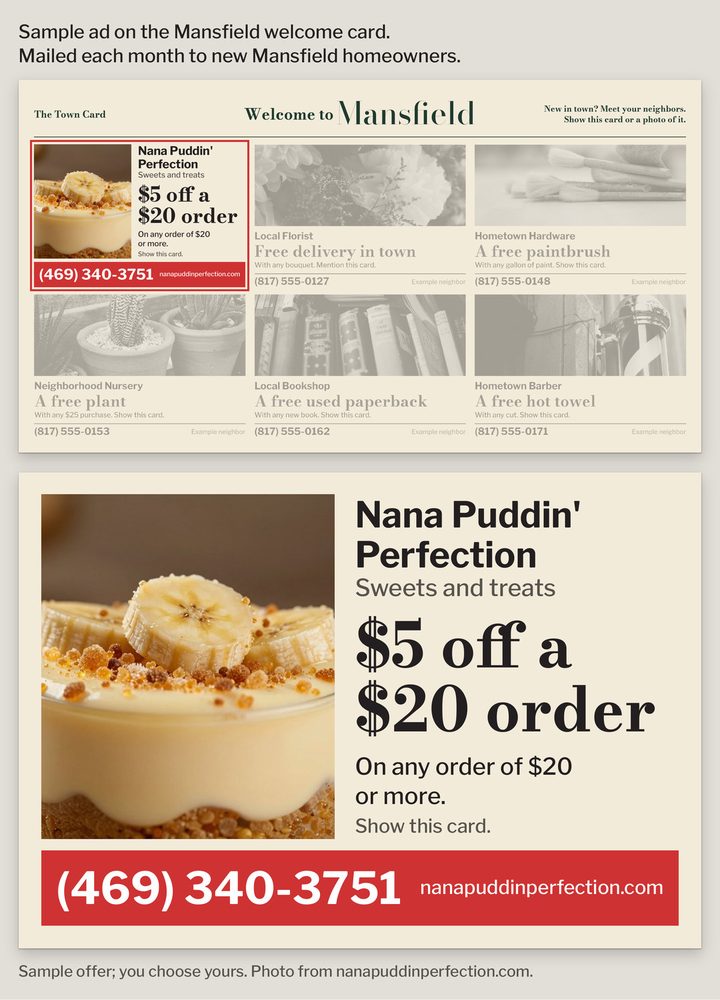 Sample ad on the Mansfield welcome card.
Mailed each month to new Mansfield homeowners.
The Town Card
Welcome to Mansfield
New in town? Meet your neighbors.
Show this card or a photo of it.
Nana Puddin'
Perfection
Sweets and treats
$5 off a
$20 order
On any order of $20
or more.
Show this card.
(469) 340-3751 nanapuddinperfection.com
Local Florist
Free delivery in town
With any bouquet. Mention this card.
(817) 555-0127 Example neighbor
Hometown Hardware
A free paintbrush
With any gallon of paint. Show this card.
(817) 555-0148 Example neighbor
Neighborhood Nursery
A free plant
With any $25 purchase. Show this card.
(817) 555-0153 Example neighbor
Local Bookshop
A free used paperback
With any new book. Show this card.
(817) 555-0162 Example neighbor
Hometown Barber
A free hot towel
With any cut. Show this card.
(817) 555-0171 Example neighbor
Nana Puddin'
Perfection
Sweets and treats
$5 off a
$20 order
On any order of $20
or more.
Show this card.
(469) 340-3751 nanapuddinperfection.com
Sample offer; you choose yours. Photo from nanapuddinperfection.com.